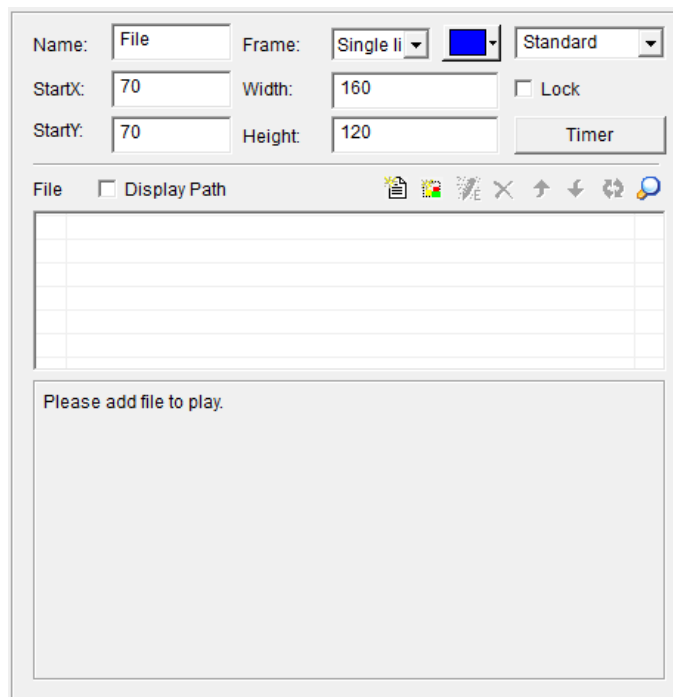 Name: File Frame: Single li Standard
StartX: 70 Width: 160 Lock
StartY: 70 Height: 120 Timer
File Display Path
Please add file to play.